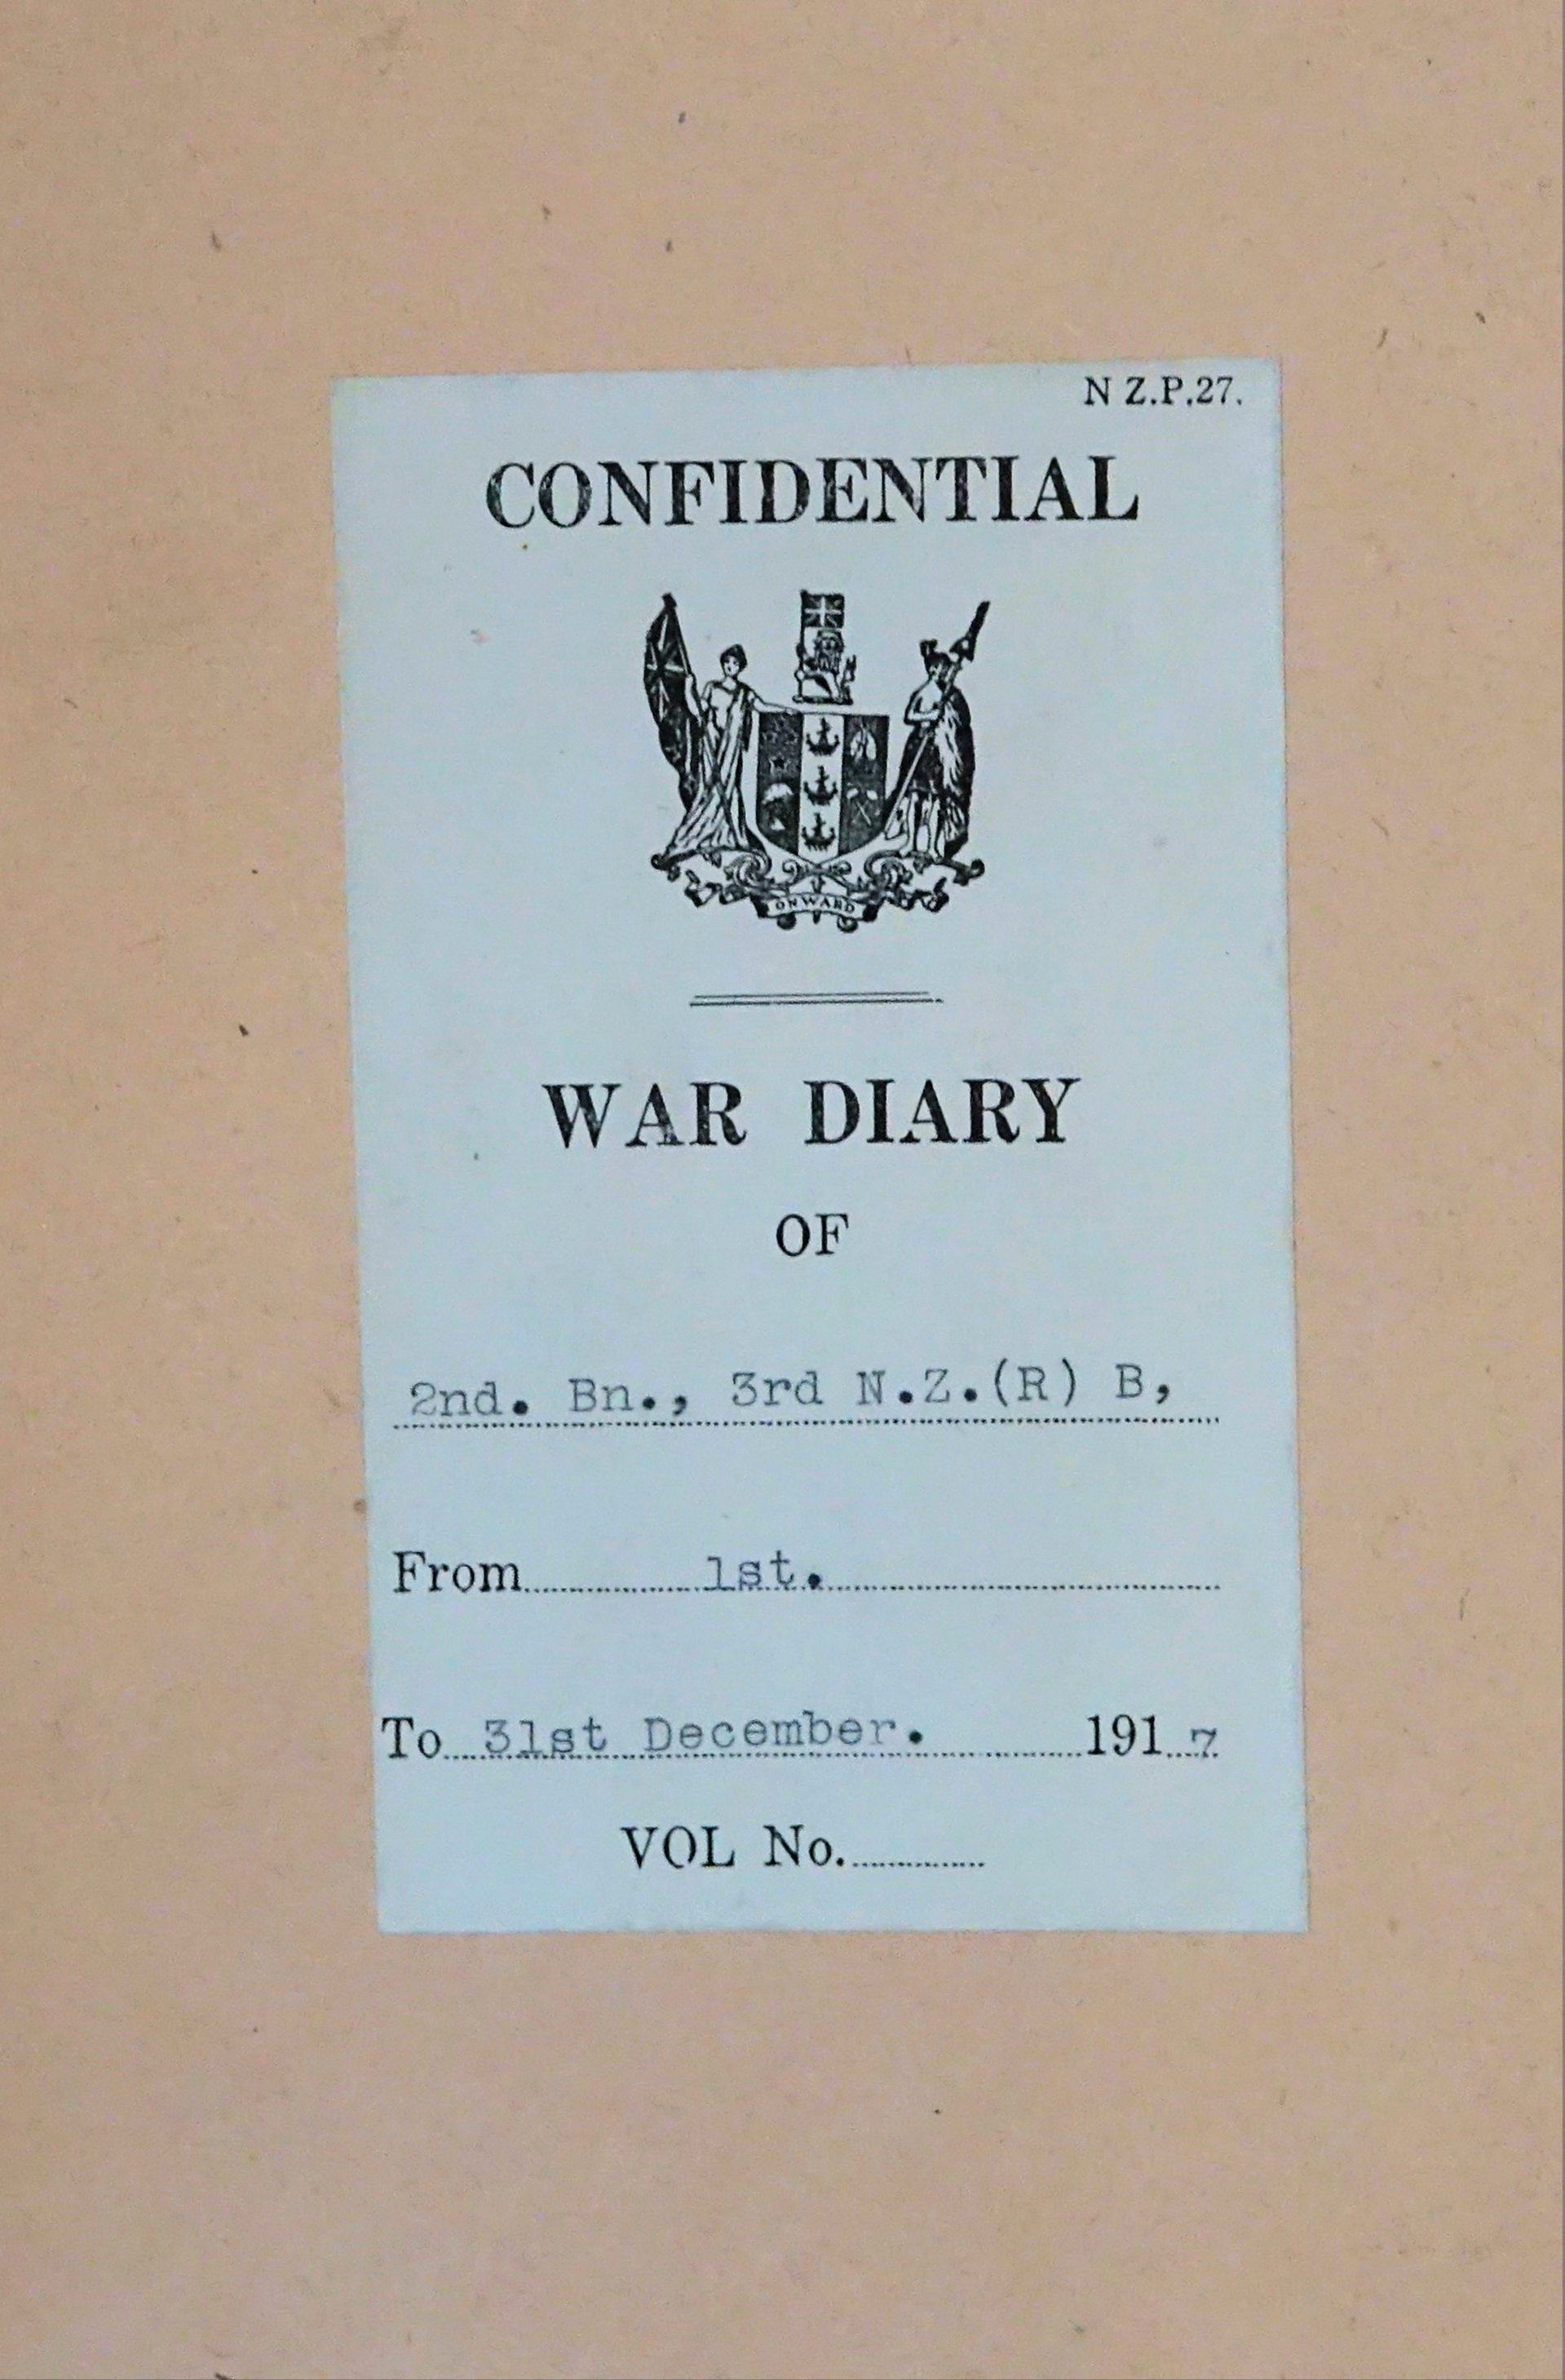 N Z.P.27.
CONFIDENTIAL
ONWARD
WAR DIARY
OF
2nd. Bn., 3rd N.Z.(R) B,
From 1st.
To 31st December. 1917
VOL No.